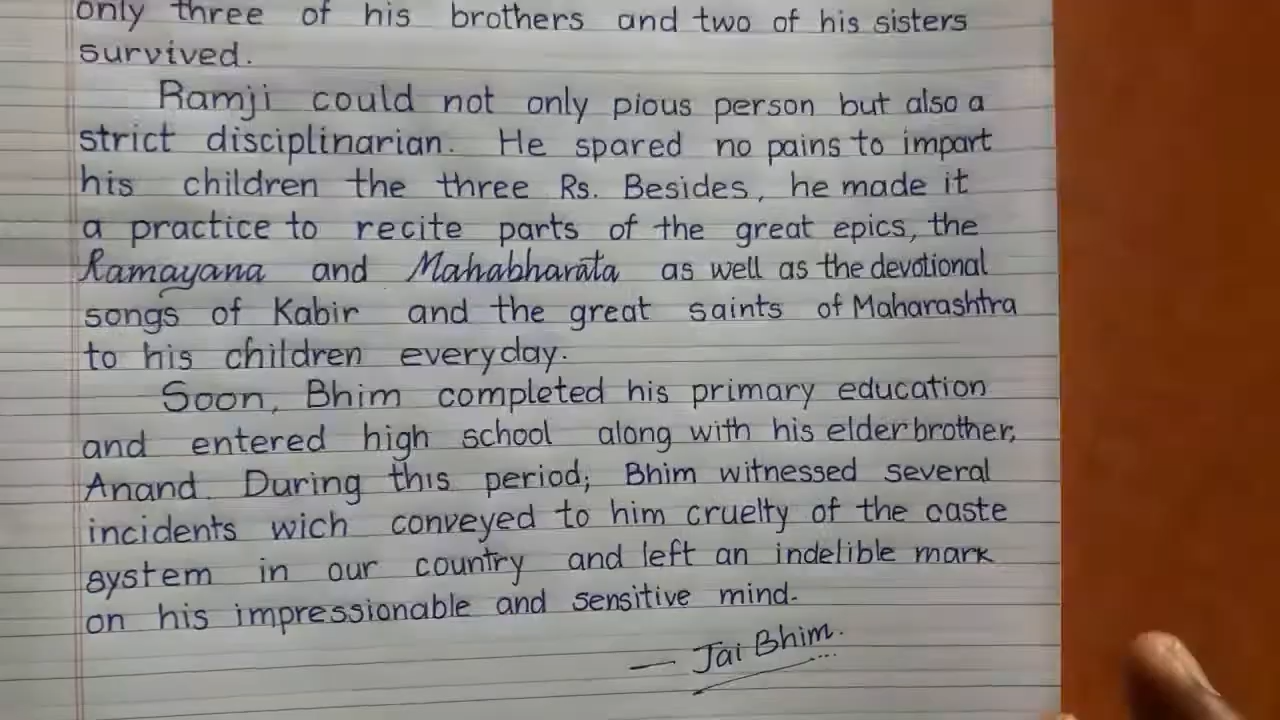 only three of his brothers and two of his sisters
survived.
Ramji could not only pious person but also a
strict disciplinarian. He spared no pains to impart
his children the three Rs. Besides, he made it
a practice to recite parts of the great epics, the
Ramayana and Mahabharata as well as the devotional
songs of Kabir and the great saints of Maharashtra
to his children everyday.
Soon, Bhim completed his primary education
and entered high school along with his elder brother,
Anand. During this period, Bhim witnessed several
incidents wich conveyed to him cruelty of the caste
system in our country and left an indelible mark
on his impressionable and sensitive mind.
— Jai Bhim.